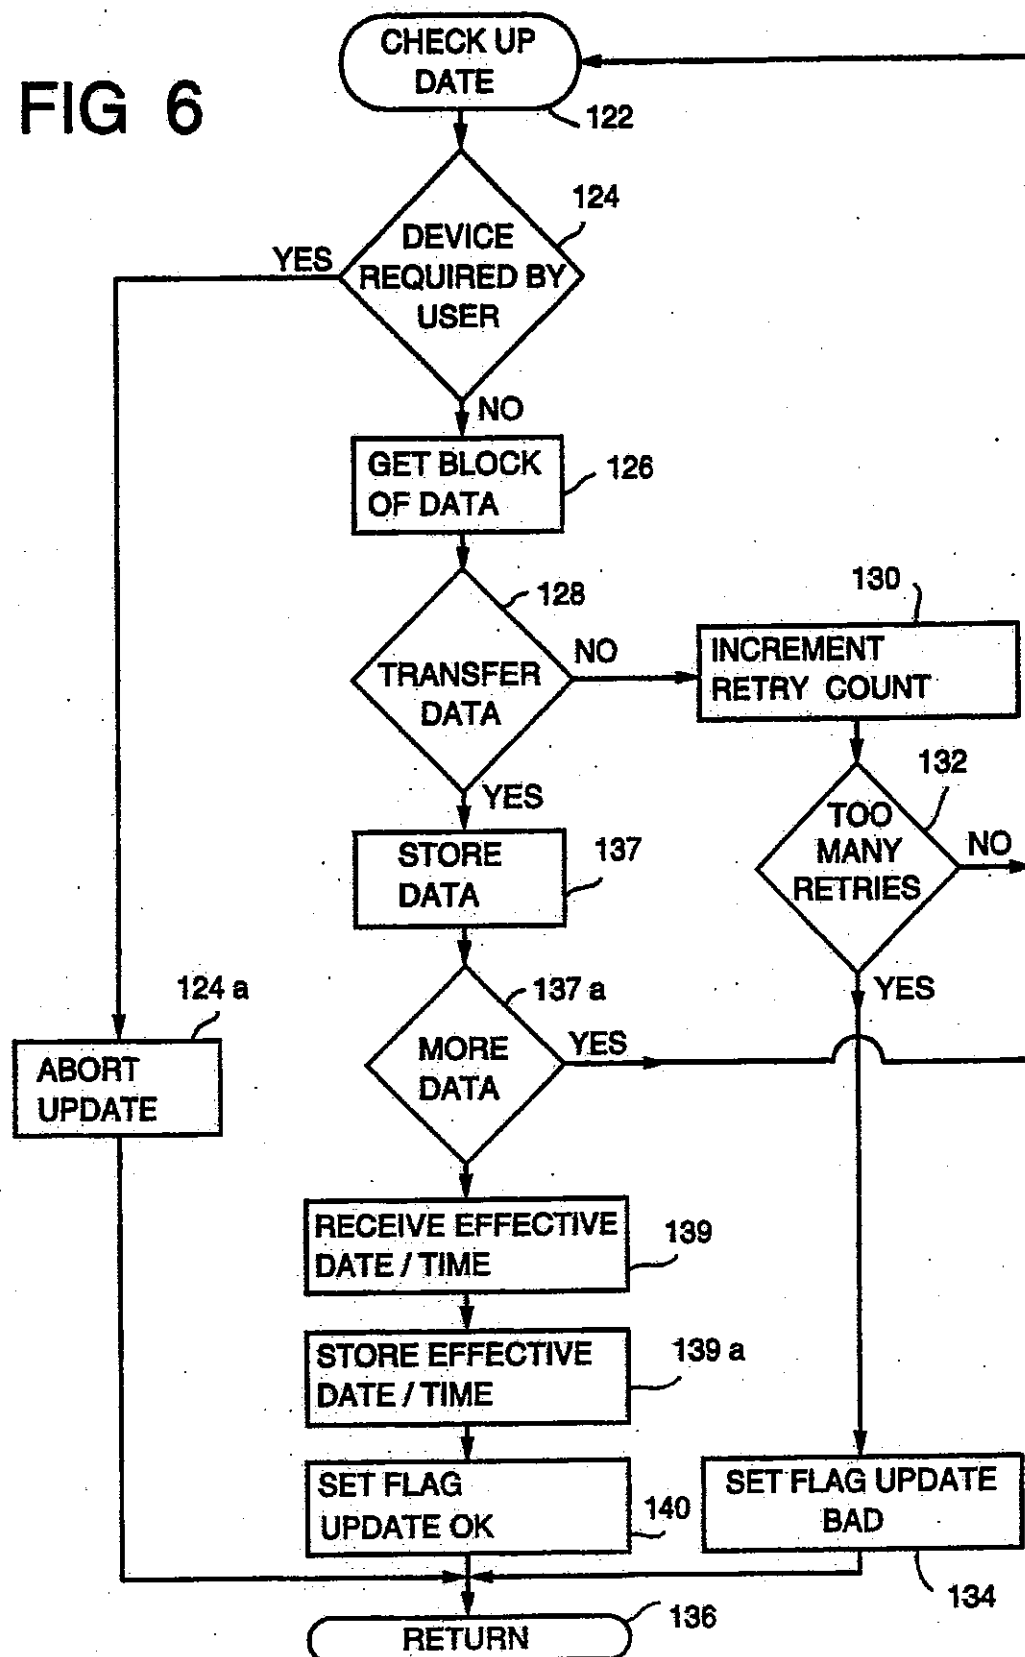 FIG 6
CHECK UP
DATE
122
124
DEVICE
REQUIRED BY
USER
YES
NO
GET BLOCK
OF DATA
126
128
TRANSFER
DATA
NO
130
INCREMENT
RETRY COUNT
132
TOO
MANY
RETRIES
NO
YES
YES
STORE
DATA
137
137 a
MORE
DATA
YES
124 a
ABORT
UPDATE
RECEIVE EFFECTIVE
DATE / TIME
139
STORE EFFECTIVE
DATE / TIME
139 a
SET FLAG
UPDATE OK
140
SET FLAG UPDATE
BAD
134
RETURN
136